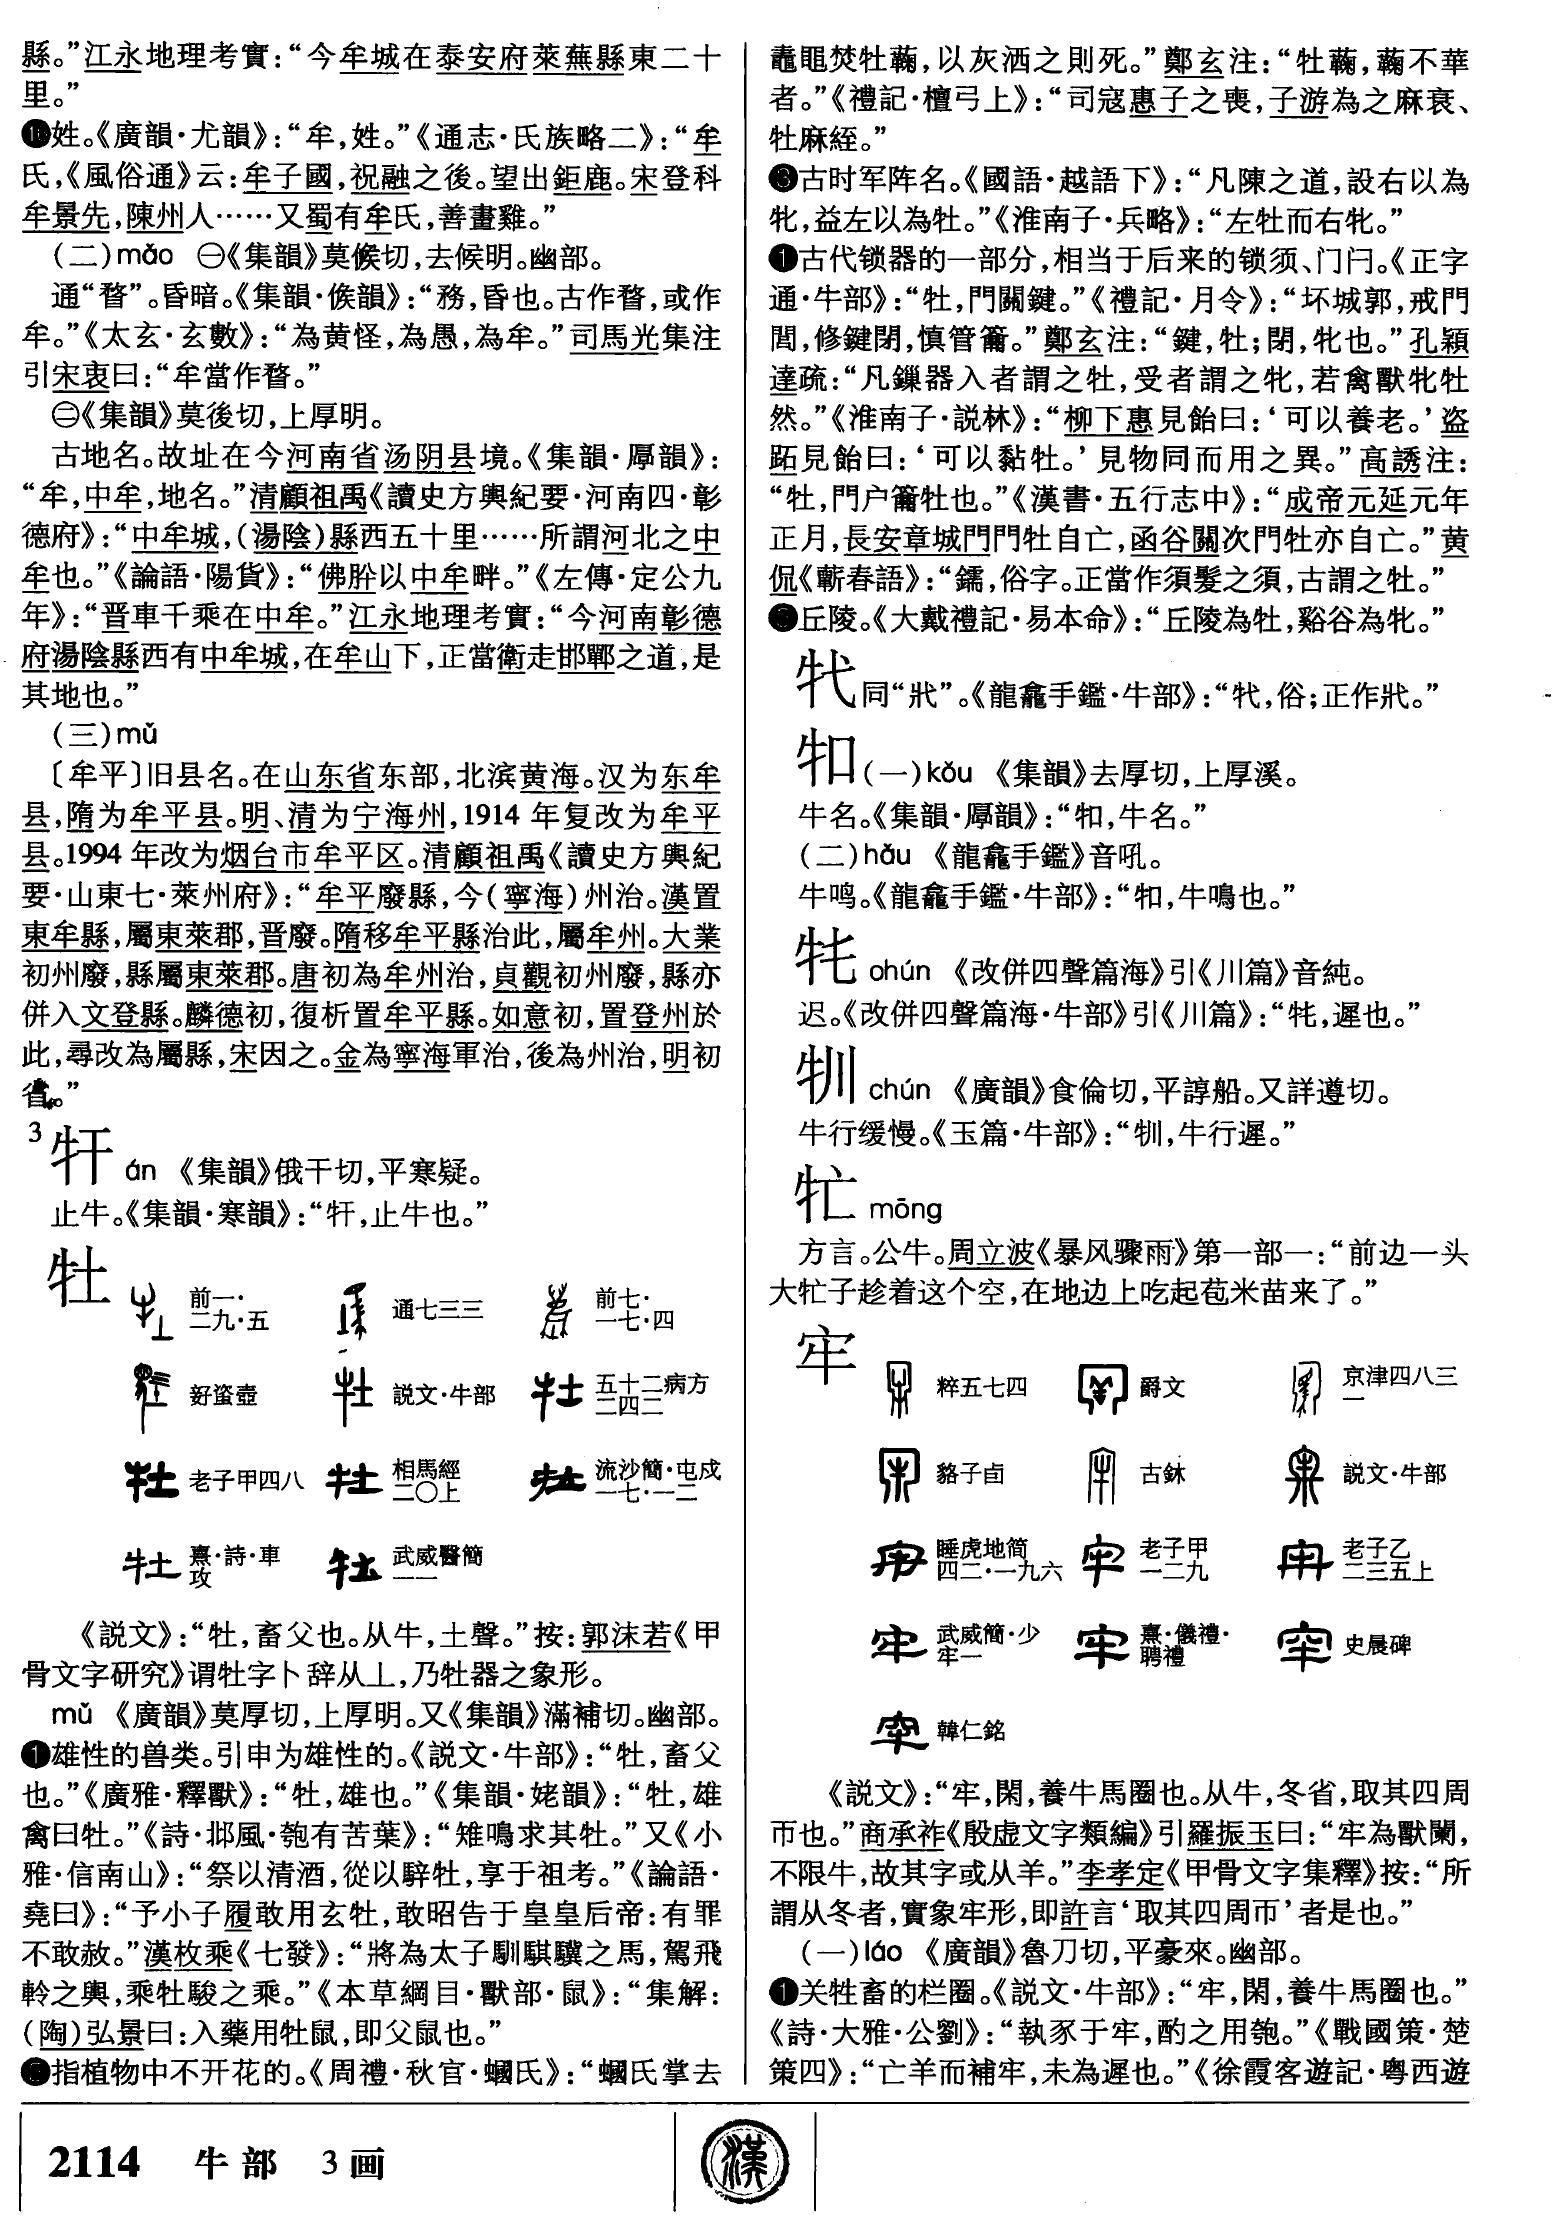 縣。”江永地理考實：“今牟城在泰安府萊蕪縣東二十
里。”
⓫姓。《廣韻·尤韻》：“牟，姓。”《通志·氏族略二》：“牟
氏，《風俗通》云：牟子國，祝融之後。望出鉅鹿。宋登科
牟景先，陳州人……又蜀有牟氏，善畫雞。”
（二）mào ㊀《集韻》莫候切，去候明。幽部。
通“瞀”。昏暗。《集韻·候韻》：“務，昏也。古作瞀，或作
牟。”《太玄·玄數》：“為黄怪，為愚，為牟。”司馬光集注
引宋衷曰：“牟當作瞀。”
㊁《集韻》莫後切，上厚明。
古地名。故址在今河南省汤阴县境。《集韻·厚韻》：
“牟，中牟，地名。”清顧祖禹《讀史方輿紀要·河南四·彰
德府》：“中牟城，（湯陰）縣西五十里……所謂河北之中
牟也。”《論語·陽貨》：“佛肸以中牟畔。”《左傳·定公九
年》：“晋車千乘在中牟。”江永地理考實：“今河南彰德
府湯陰縣西有中牟城，在牟山下，正當衛走邯鄲之道，是
其地也。”
（三）mù
〔牟平〕旧县名。在山东省东部，北滨黄海。汉为东牟
县，隋为牟平县。明、清为宁海州，1914 年复改为牟平
县。1994 年改为烟台市牟平区。清顧祖禹《讀史方輿紀
要·山東七·萊州府》：“牟平廢縣，今（寧海）州治。漢置
東牟縣，屬東萊郡，晋廢。隋移牟平縣治此，屬牟州。大業
初州廢，縣屬東萊郡。唐初為牟州治，貞觀初州廢，縣亦
併入文登縣。麟德初，復析置牟平縣。如意初，置登州於
此，尋改為屬縣，宋因之。金為寧海軍治，後為州治，明初
省。”
3
牪 án 《集韻》俄干切，平寒疑。
止牛。《集韻·寒韻》：“㸩，止牛也。”
牡 前一·二九·五 通七三三 前七·一七·四
好䀇壺 説文·牛部 五十二病方二四二
老子甲四八 相馬經二〇上 流沙簡·屯戍一七·一二
熹·詩·車攻 武威醫簡一一
《説文》：“牡，畜父也。从牛，土聲。”按：郭沫若《甲
骨文字研究》谓牡字卜辞从丄，乃牡器之象形。
mǔ 《廣韻》莫厚切，上厚明。又《集韻》滿補切。幽部。
❶雄性的兽类。引申为雄性的。《説文·牛部》：“牡，畜父
也。”《廣雅·釋獸》：“牡，雄也。”《集韻·姥韻》：“牡，雄
禽曰牡。”《詩·邶風·匏有苦葉》：“雉鳴求其牡。”又《小
雅·信南山》：“祭以清酒，從以騂牡，享于祖考。”《論語·
堯曰》：“予小子履敢用玄牡，敢昭告于皇皇后帝：有罪
不敢赦。”漢枚乘《七發》：“將為太子馴騏驥之馬，駕飛
軨之輿，乘牡駿之乘。”《本草綱目·獸部·鼠》：“集解：
（陶）弘景曰：入藥用牡鼠，即父鼠也。”
❷指植物中不开花的。《周禮·秋官·蟈氏》：“蟈氏掌去
鼃黽焚牡蘜，以灰洒之則死。”鄭玄注：“牡蘜，蘜不華
者。”《禮記·檀弓上》：“司寇惠子之喪，子游為之麻衰、
牡麻絰。”
❸古时军阵名。《國語·越語下》：“凡陳之道，設右以為
牝，益左以為牡。”《淮南子·兵略》：“左牡而右牝。”
❹古代锁器的一部分，相当于后来的锁须、门闩。《正字
通·牛部》：“牡，門關鍵。”《禮記·月令》：“坏城郭，戒門
閭，修鍵閉，慎管籥。”鄭玄注：“鍵，牡；閉，牝也。”孔穎
達疏：“凡鏁器入者謂之牡，受者謂之牝，若禽獸牝牡
然。”《淮南子·説林》：“柳下惠見飴曰：‘可以養老。’盗
跖見飴曰：‘可以黏牡。’見物同而用之異。”高誘注：
“牡，門户籥牡也。”《漢書·五行志中》：“成帝元延元年
正月，長安章城門門牡自亡，函谷關次門牡亦自亡。”黄
侃《蘄春語》：“鑐，俗字。正當作須髮之須，古謂之牡。”
❺丘陵。《大戴禮記·易本命》：“丘陵為牡，谿谷為牝。”
同“牀”。《龍龕手鑑·牛部》：“俗；正作牀。”
㸸（一）kǒu 《集韻》去厚切，上厚溪。
牛名。《集韻·厚韻》：“㸸，牛名。”
（二）hǒu 《龍龕手鑑》音吼。
牛鸣。《龍龕手鑑·牛部》：“㸸，牛鳴也。”
chún 《改併四聲篇海》引《川篇》音純。
迟。《改併四聲篇海·牛部》引《川篇》：“遲也。”
㸪 chún 《廣韻》食倫切，平諄船。又詳遵切。
牛行缓慢。《玉篇·牛部》：“㸪，牛行遲。”
牤 māng
方言。公牛。周立波《暴风骤雨》第一部一：“前边一头
大牤子趁着这个空，在地边上吃起苞米苗来了。”
牢 粹五七四 爵文 京津四八三一
貉子卣 古鉥 説文·牛部
睡虎地简四二·一九六 老子甲一二九 老子乙二三五上
武威簡·少牢一 熹·儀禮·聘禮 史晨碑
韓仁銘
《説文》：“牢，閑，養牛馬圈也。从牛，冬省，取其四周
帀也。”商承祚《殷虚文字類編》引羅振玉曰：“牢為獸闌，
不限牛，故其字或从羊。”李孝定《甲骨文字集釋》按：“所
謂从冬者，實象牢形，即許言‘取其四周帀’者是也。”
（一）láo 《廣韻》魯刀切，平豪來。幽部。
❶关牲畜的栏圈。《説文·牛部》：“牢，閑，養牛馬圈也。”
《詩·大雅·公劉》：“執豕于牢，酌之用匏。”《戰國策·楚
策四》：“亡羊而補牢，未為遲也。”《徐霞客遊記·粤西遊
2114 牛部 3画
漢